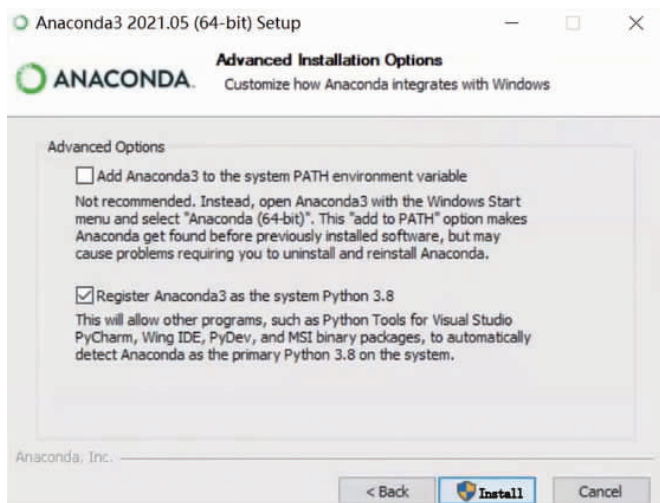 Anaconda3 2021.05 (64-bit) Setup
ANACONDA.
Advanced Installation Options
Customize how Anaconda integrates with Windows
Advanced Options
Add Anaconda3 to the system PATH environment variable
Not recommended. Instead, open Anaconda3 with the Windows Start
menu and select "Anaconda (64-bit)". This "add to PATH" option makes
Anaconda get found before previously installed software, but may
cause problems requiring you to uninstall and reinstall Anaconda.
Register Anaconda3 as the system Python 3.8
This will allow other programs, such as Python Tools for Visual Studio
PyCharm, Wing IDE, PyDev, and MSI binary packages, to automatically
detect Anaconda as the primary Python 3.8 on the system.
Anaconda, Inc.
< Back Install Cancel